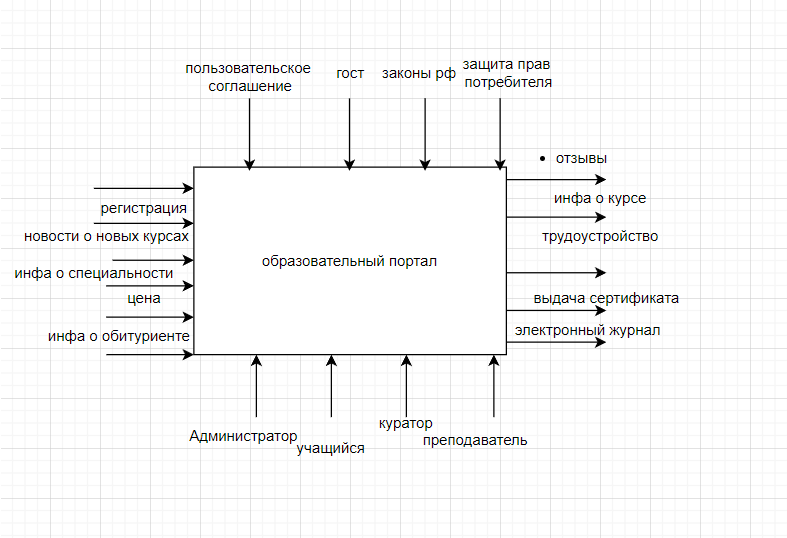 пользовательское
соглашение
гост
законы рф
защита прав
потребителя
отзывы
инфа о курсе
трудоустройство
выдача сертификата
электронный журнал
регистрация
новости о новых курсах
инфа о специальности
цена
инфа о обитуриенте
образовательный портал
Администратор
учащийся
куратор
преподаватель